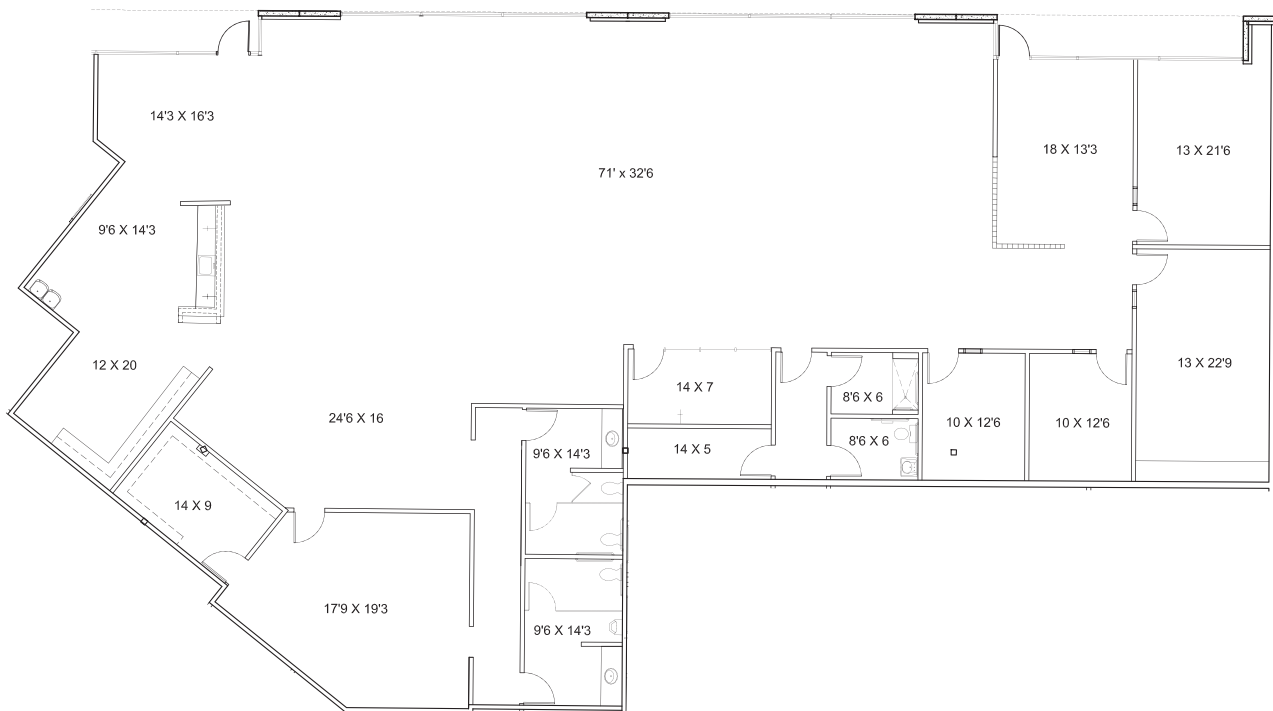 14'3 X 16'3
18 X 13'3
13 X 21'6
71' x 32'6
9'6 X 14'3
12 X 20
13 X 22'9
14 X 7
8'6 X 6
24'6 X 16
10 X 12'6
10 X 12'6
8'6 X 6
14 X 5
9'6 X 14'3
14 X 9
17'9 X 19'3
9'6 X 14'3